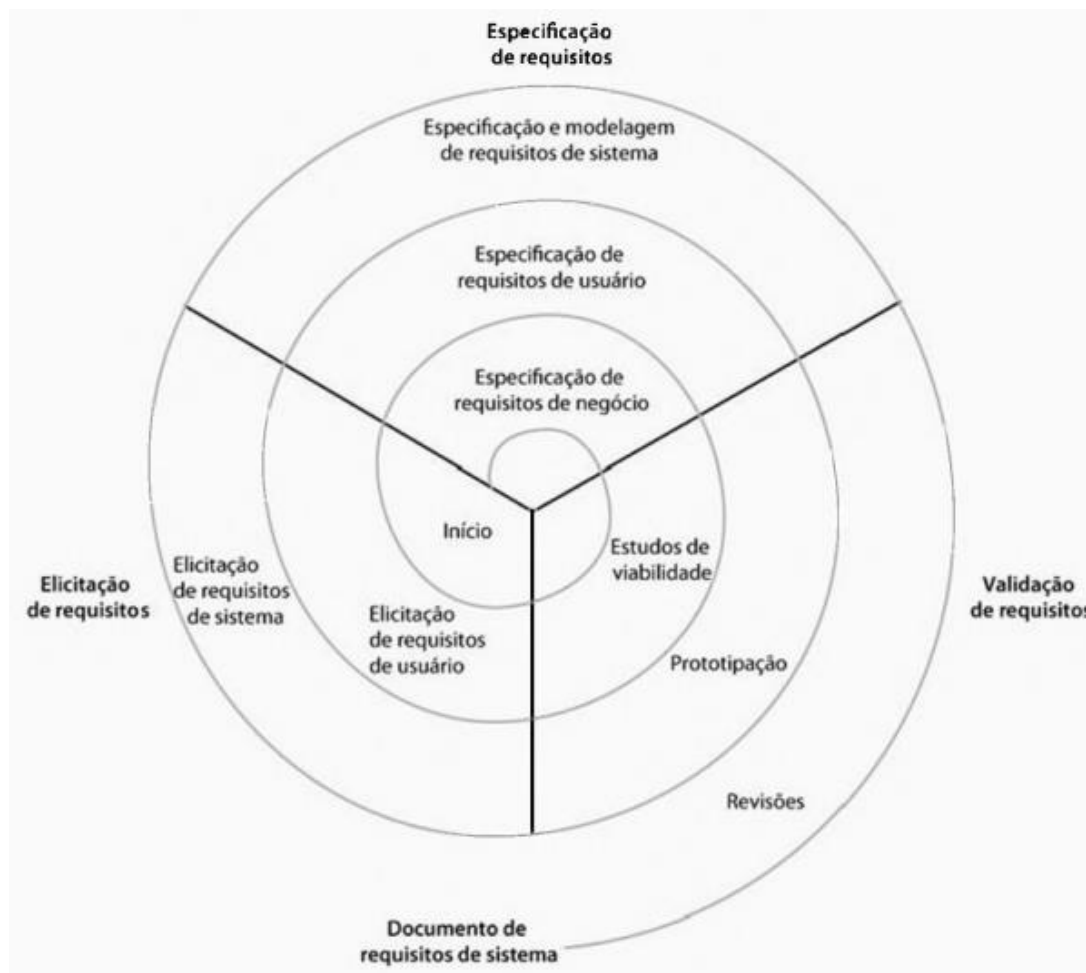 Especificação
de requisitos
Especificação e modelagem
de requisitos de sistema
Especificação de
requisitos de usuário
Especificação de
requisitos de negócio
Início
Estudos de
viabilidade
Elicitação
de requisitos
Elicitação
de requisitos
de sistema
Elicitação
de requisitos
de usuário
Validação
de requisitos
Prototipação
Revisões
Documento de
requisitos de sistema